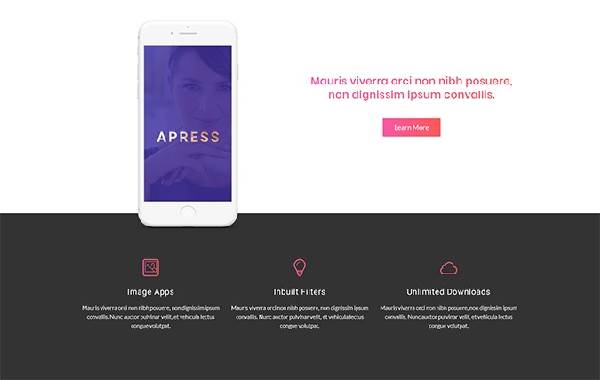 Mauris viverra orci non nibh posuere,
non dignissim ipsum convallis.
Learn More
APRESS
Image Apps
Mauris viverra orci non nibh posuere, non dignissim ipsum
convallis. Nunc auctor pulvinar velit, et vehicula lectus
congue volutpat.
Inbuilt Filters
Mauris viverra orci non nibh posuere, non dignissim ipsum
convallis. Nunc auctor pulvinar velit, et vehicula lectus
congue volutpat.
Unlimited Downloads
Mauris viverra orci non nibh posuere, non dignissim ipsum
convallis. Nunc auctor pulvinar velit, et vehicula lectus
congue volutpat.